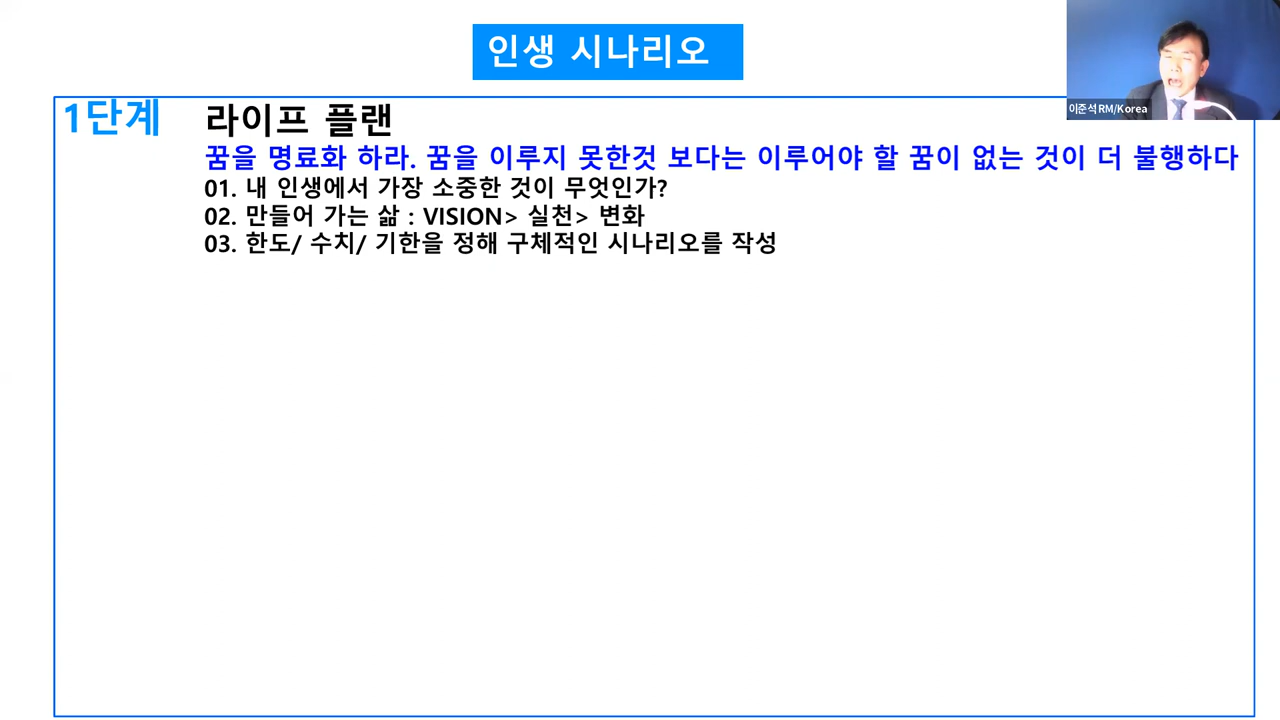 인생 시나리오
이준석 RM/Korea
1단계 라이프 플랜
꿈을 명료화 하라. 꿈을 이루지 못한것 보다는 이루어야 할 꿈이 없는 것이 더 불행하다
01. 내 인생에서 가장 소중한 것이 무엇인가?
02. 만들어 가는 삶 : VISION> 실천> 변화
03. 한도/ 수치/ 기한을 정해 구체적인 시나리오를 작성